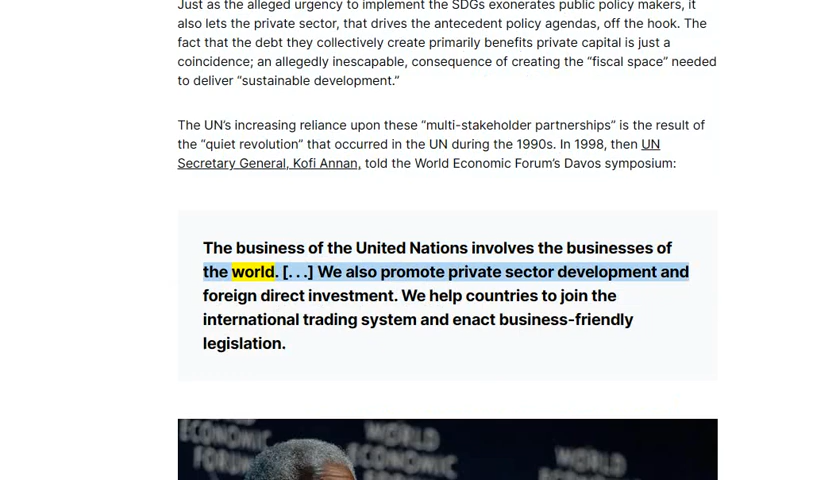 Just as the alleged urgency to implement the SDGs exonerates public policy makers, it
also lets the private sector, that drives the antecedent policy agendas, off the hook. The
fact that the debt they collectively create primarily benefits private capital is just a
coincidence; an allegedly inescapable, consequence of creating the “fiscal space” needed
to deliver “sustainable development.”
The UN’s increasing reliance upon these “multi-stakeholder partnerships” is the result of
the “quiet revolution” that occurred in the UN during the 1990s. In 1998, then UN
Secretary General, Kofi Annan, told the World Economic Forum’s Davos symposium:
The business of the United Nations involves the businesses of
the world. [. . .] We also promote private sector development and
foreign direct investment. We help countries to join the
international trading system and enact business-friendly
legislation.
ECONOMIC
FORUM
WORLD
ECONOMIC
WORLD
ECONOMIC